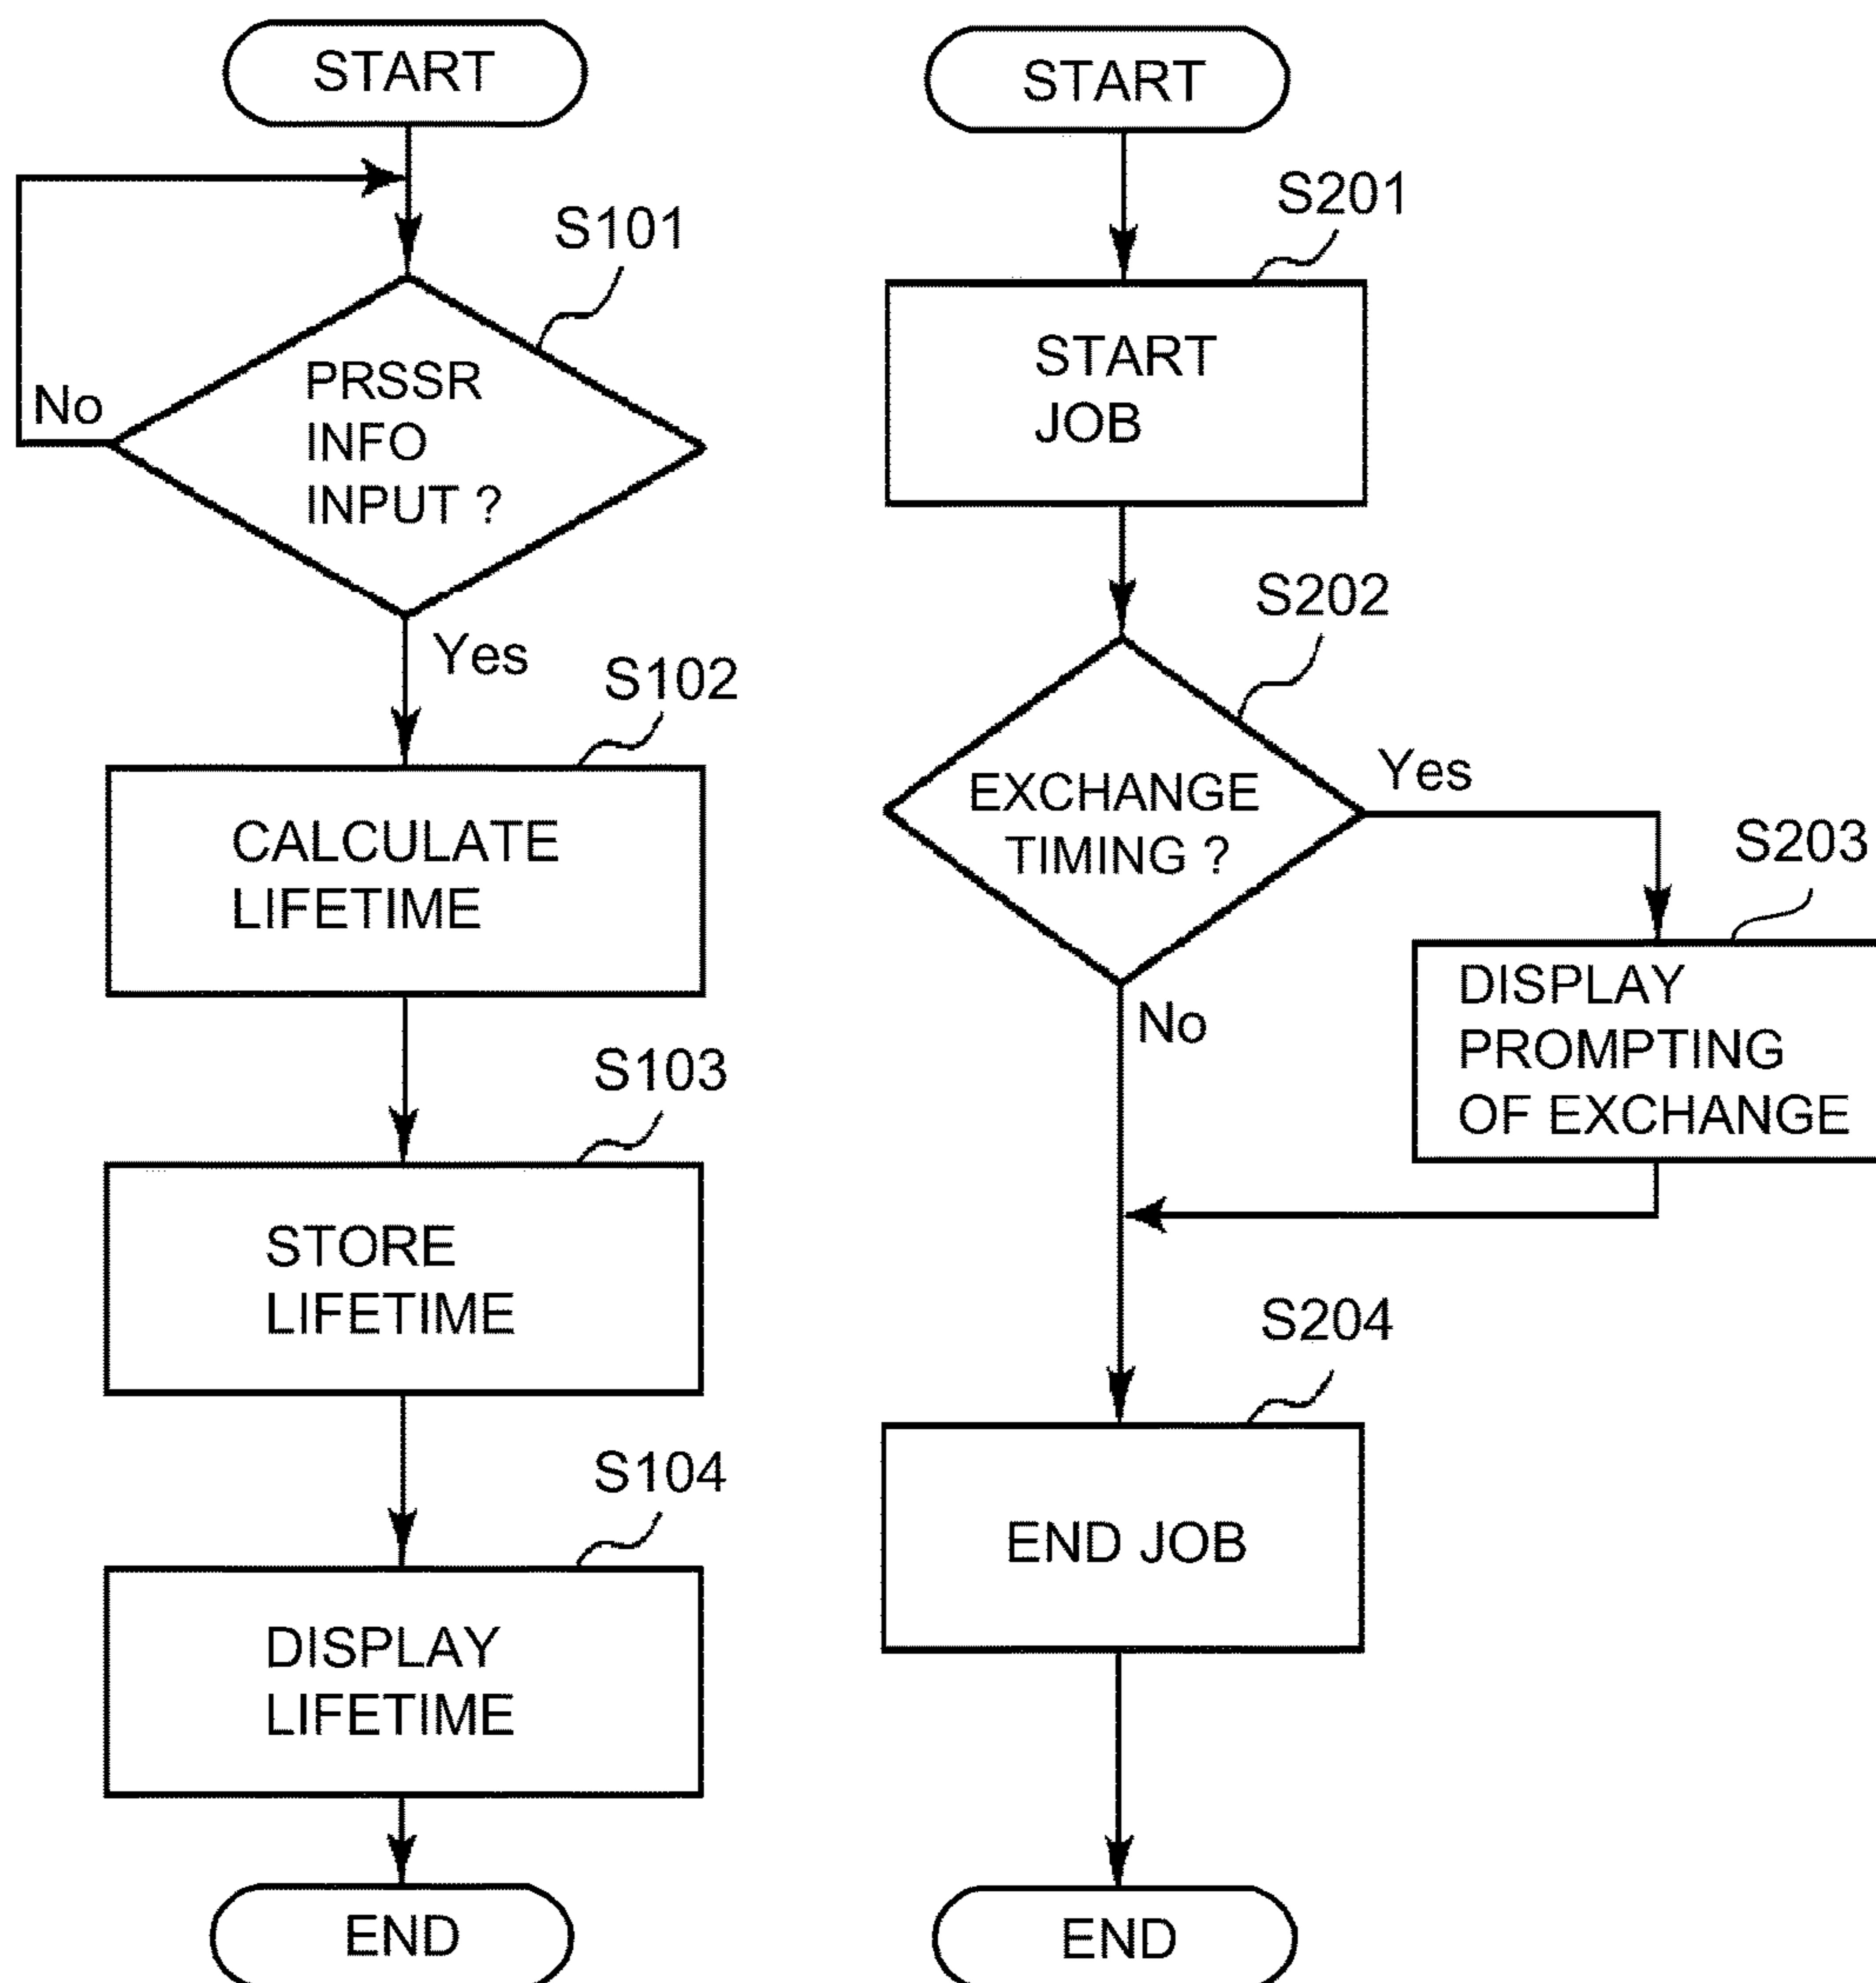 START
S101
PRSSR
INFO
INPUT ?
No
Yes
S102
CALCULATE
LIFETIME
S103
STORE
LIFETIME
S104
DISPLAY
LIFETIME
END
START
S201
START
JOB
S202
EXCHANGE
TIMING ?
Yes
S203
DISPLAY
PROMPTING
OF EXCHANGE
No
S204
END JOB
END